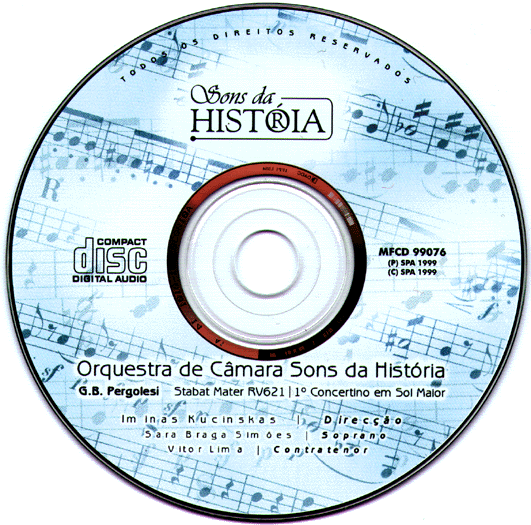 TODOS OS DIREITOS RESERVADOS
Sons da
HISTÓRIA
COMPACT
disc
DIGITAL AUDIO
MFCD 99076
(P) SPA 1999
(C) SPA 1999
Orquestra de Câmara Sons da História
G.B. Pergolesi Stabat Mater RV621 | 1º Concertino em Sol Maior
Iminas Kucinskas | Direcção
Sara Braga Simões | Soprano
Vitor Lima | Contratenor